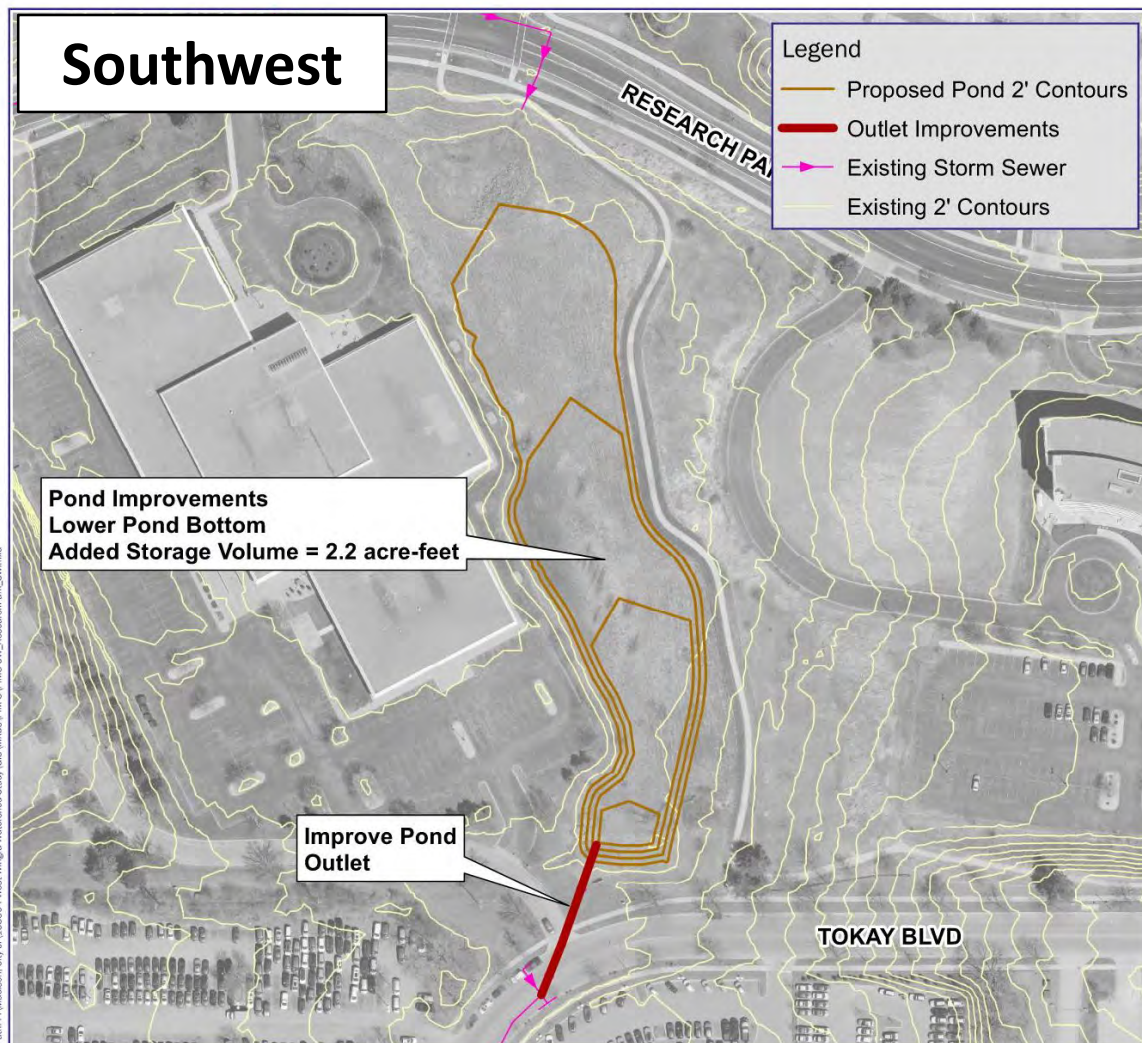 Southwest
Legend
Proposed Pond 2' Contours
Outlet Improvements
Existing Storm Sewer
Existing 2' Contours
RESEARCH
Pond Improvements
Lower Pond Bottom
Added Storage Volume = 2.2 acre-feet
Improve Pond
Outlet
TOKAY BLVD